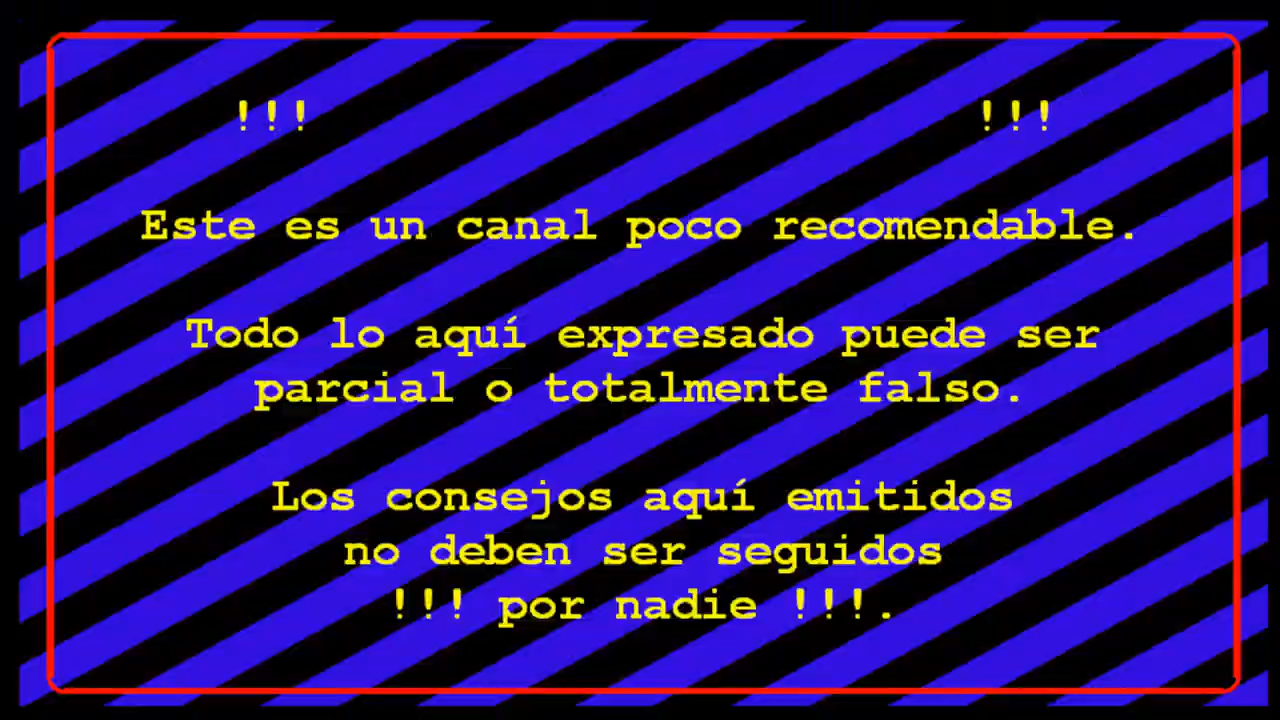 !!! !!!
Este es un canal poco recomendable.
Todo lo aquí expresado puede ser
parcial o totalmente falso.
Los consejos aquí emitidos
no deben ser seguidos
!!! por nadie !!!.